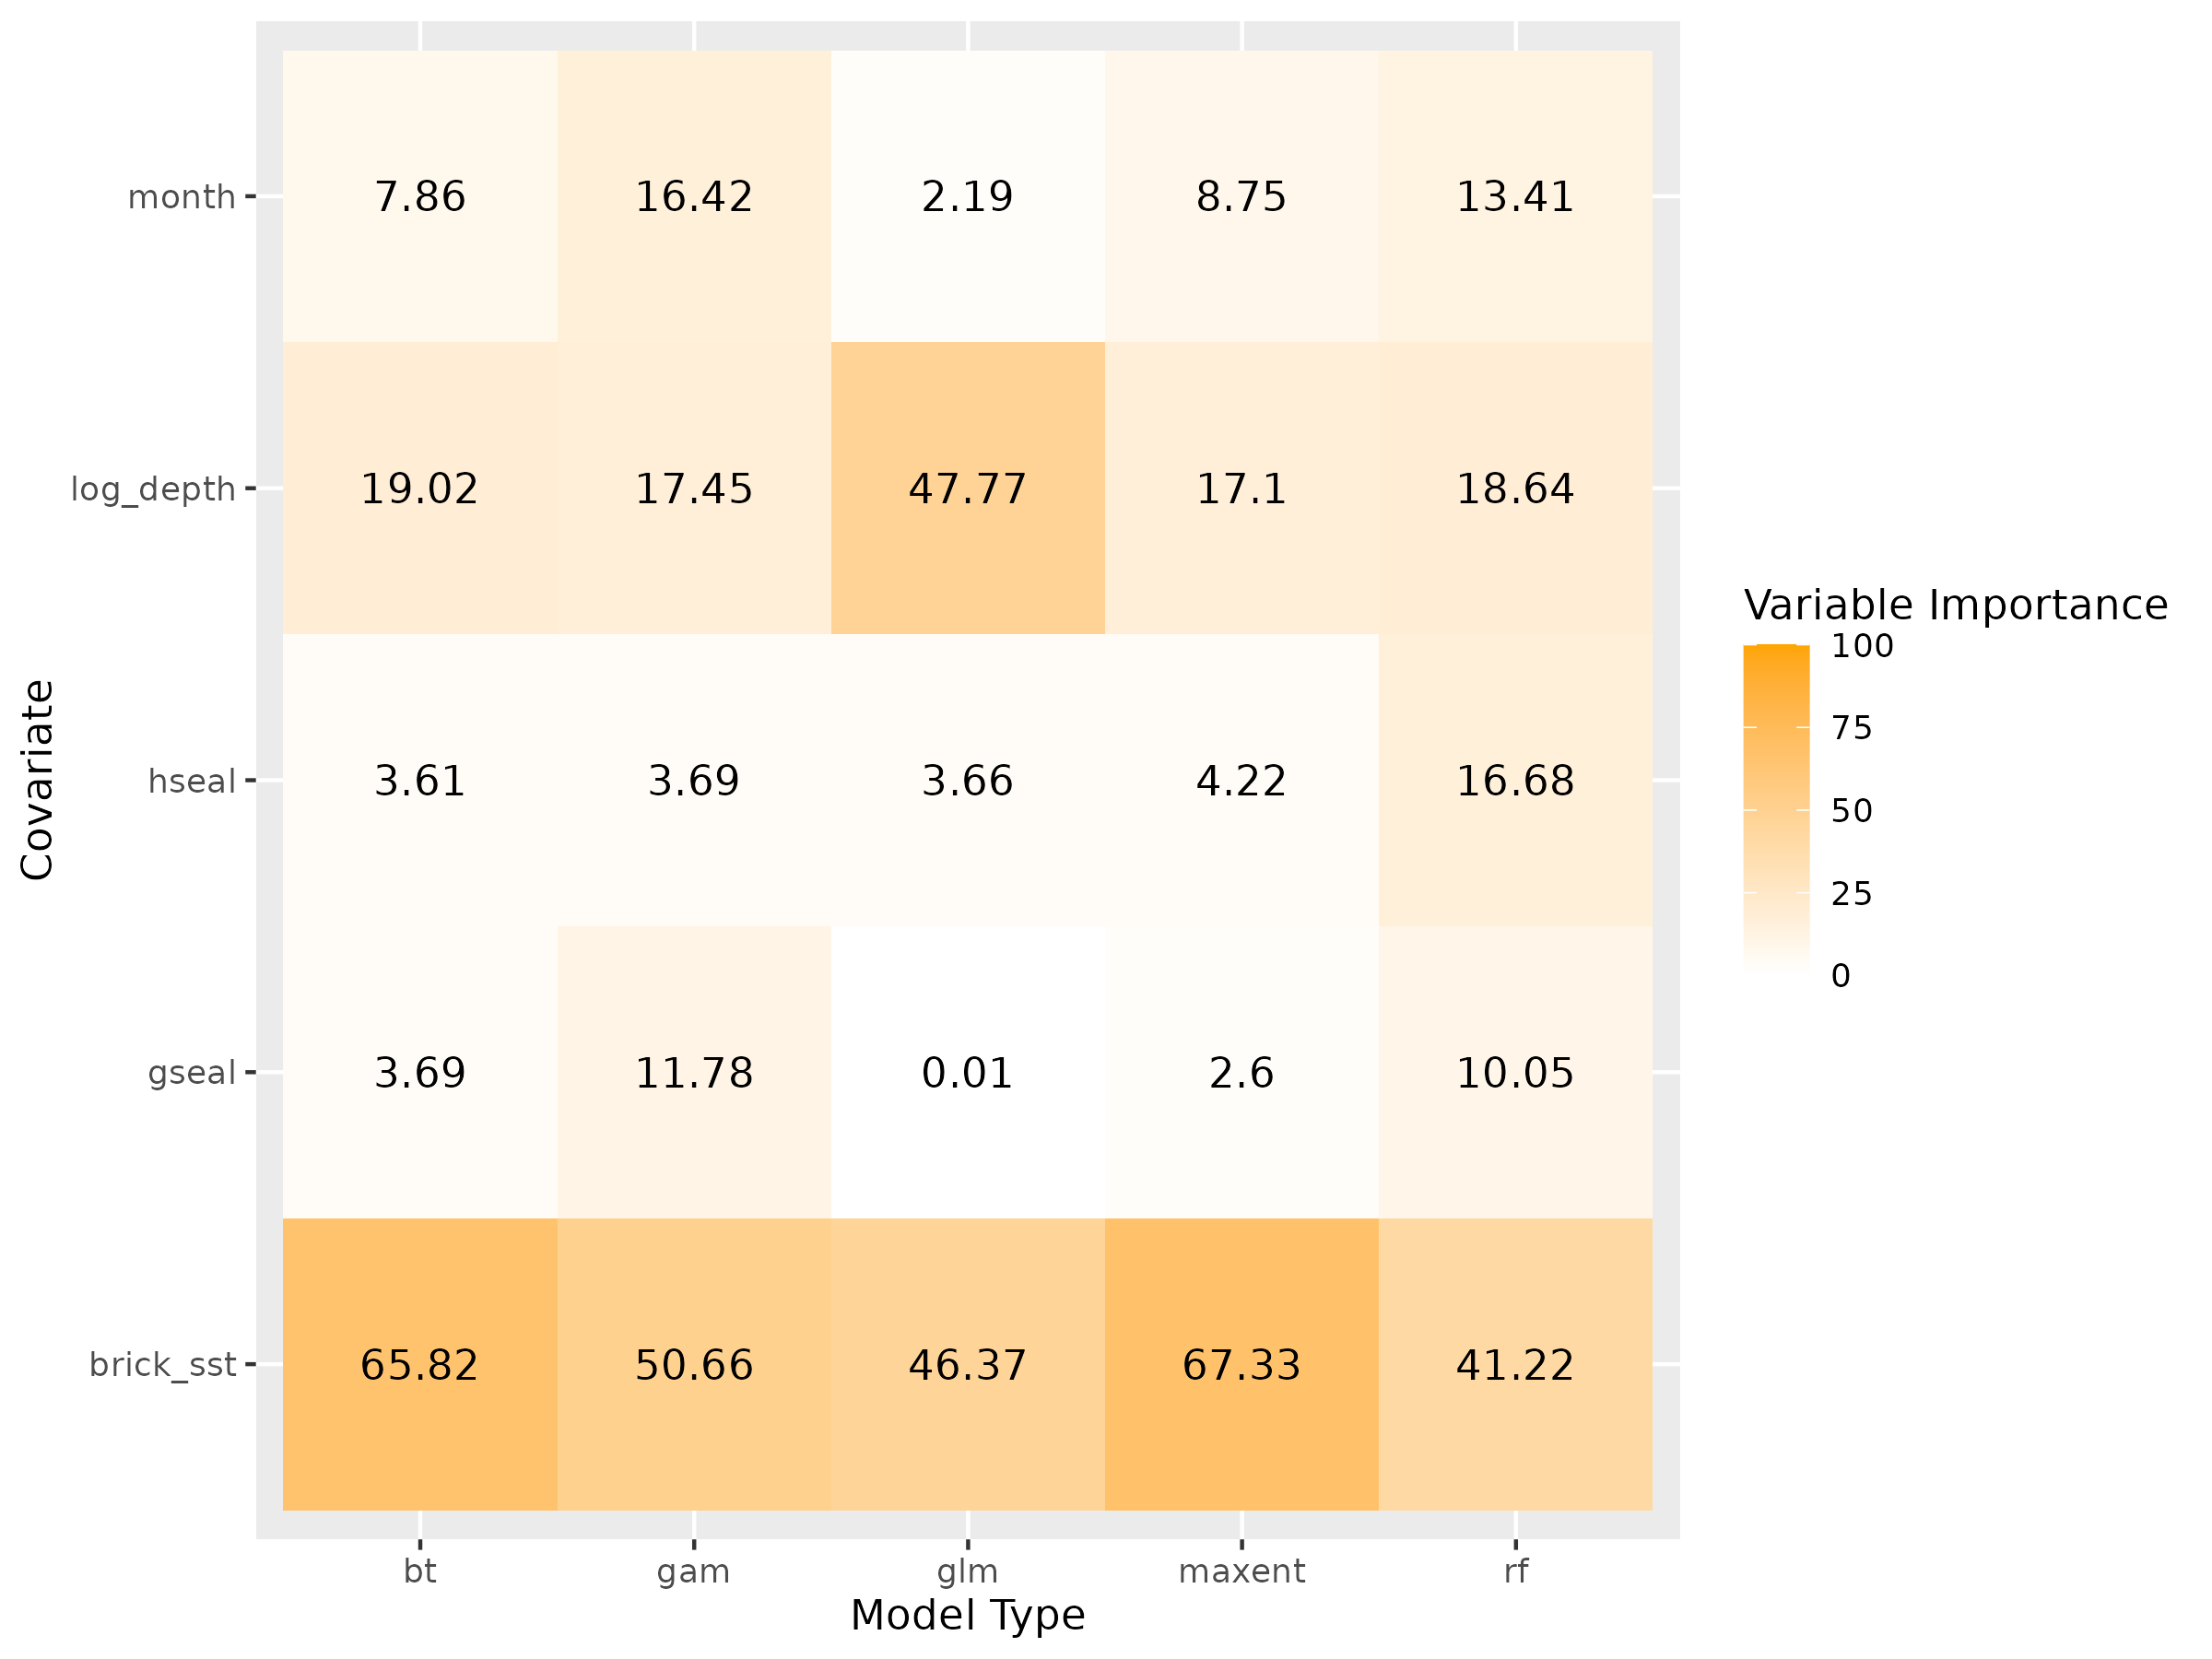 month
7.86 16.42 2.19 8.75 13.41
log_depth
19.02 17.45 47.77 17.1 18.64
hseal
3.61 3.69 3.66 4.22 16.68
gseal
3.69 11.78 0.01 2.6 10.05
brick_sst
65.82 50.66 46.37 67.33 41.22
bt gam glm maxent rf
Model Type
Covariate
Variable Importance
100
75
50
25
0